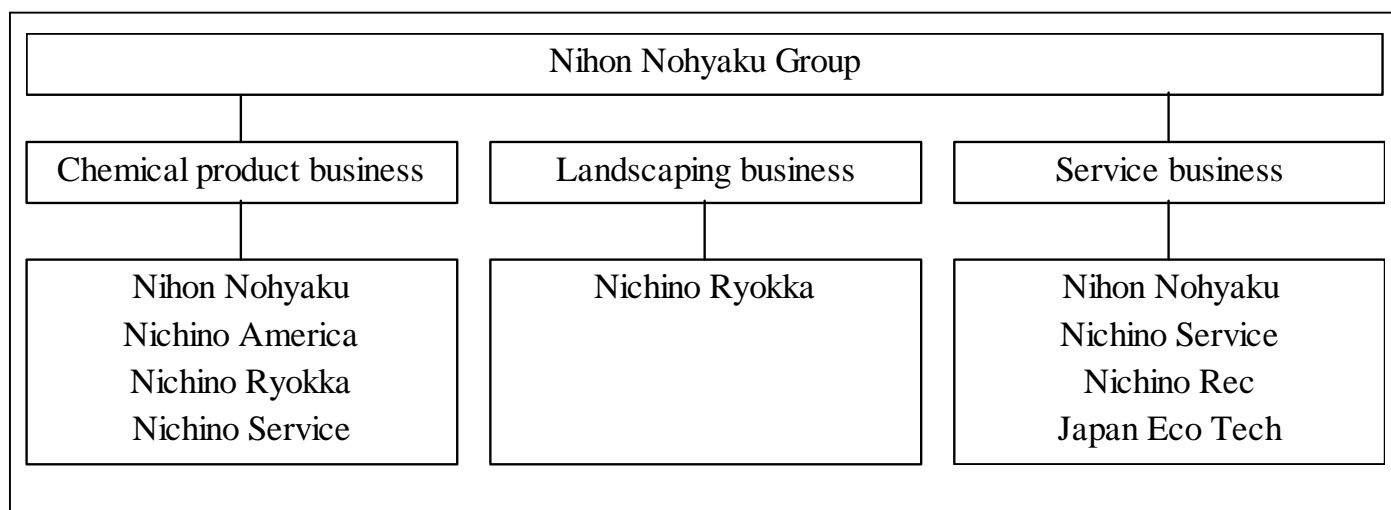 Nihon Nohyaku Group
Chemical product business
Landscaping business
Service business
Nihon Nohyaku
Nichino America
Nichino Ryokka
Nichino Service
Nichino Ryokka
Nihon Nohyaku
Nichino Service
Nichino Rec
Japan Eco Tech